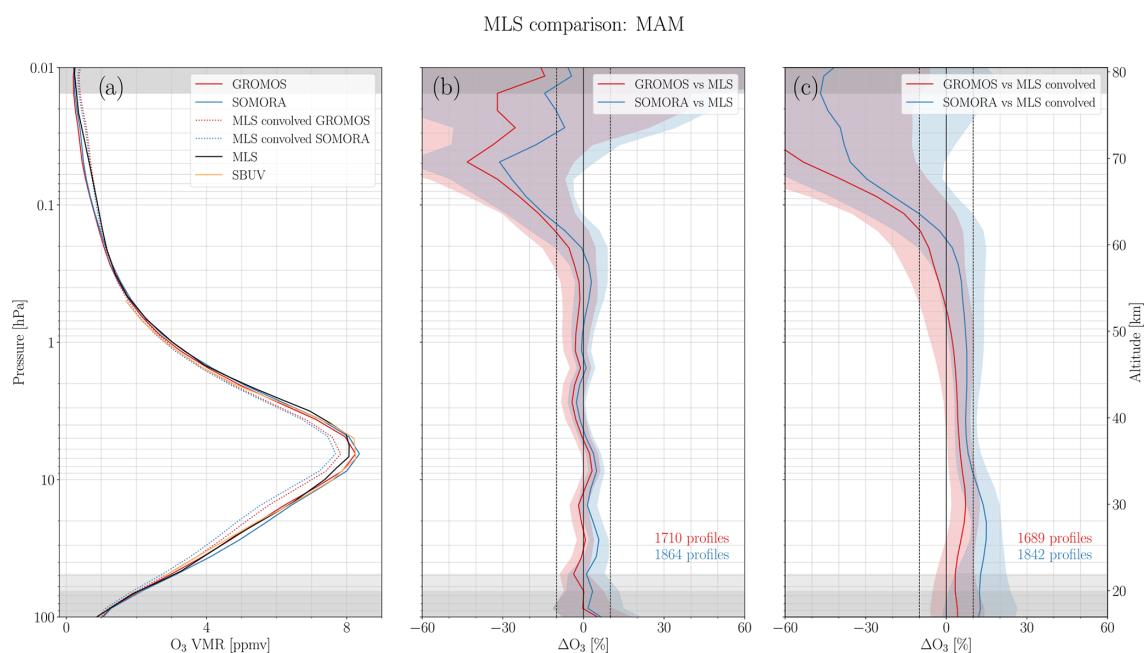 MLS comparison: MAM
(a)
GROMOS
SOMORA
MLS convolved GROMOS
MLS convolved SOMORA
MLS
SBUV
0.01
0.1
1
10
100
Pressure [hPa]
0
4
8
O₃ VMR [ppmv]
(b)
GROMOS vs MLS
SOMORA vs MLS
1710 profiles
1864 profiles
−60
−30
0
30
60
ΔO₃ [%]
(c)
GROMOS vs MLS convolved
SOMORA vs MLS convolved
1689 profiles
1842 profiles
−60
−30
0
30
60
ΔO₃ [%]
80
70
60
50
40
30
20
Altitude [km]